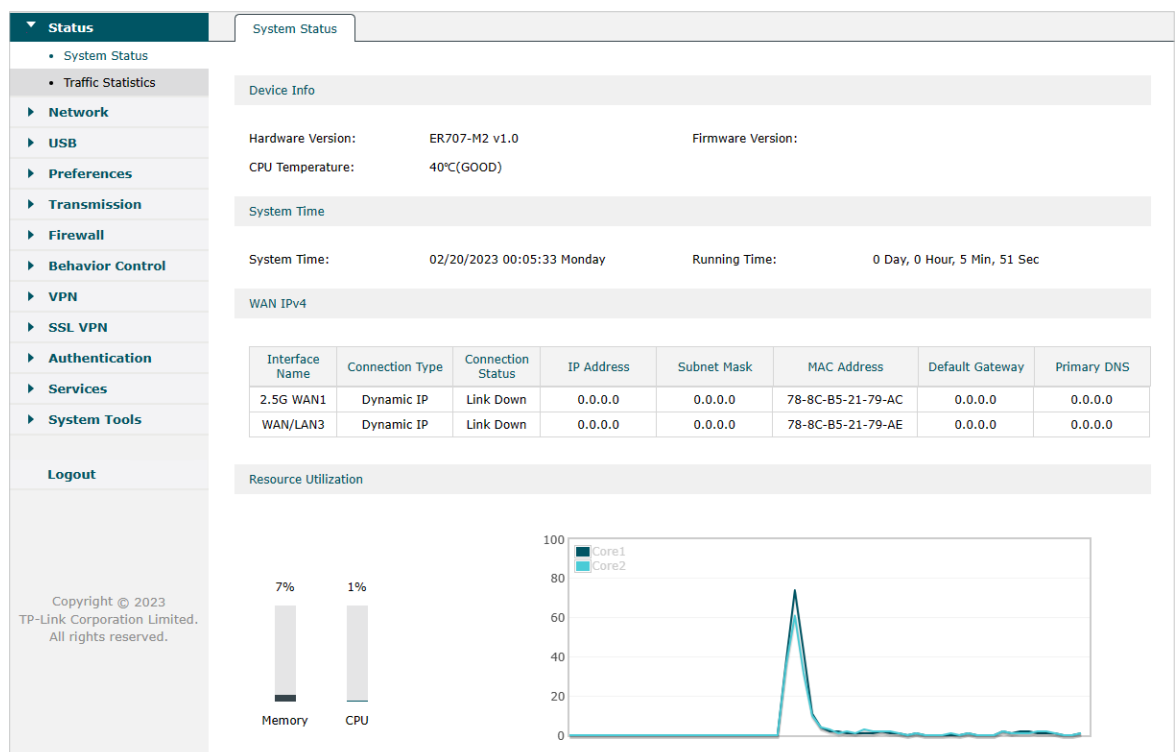 Status
System Status
Traffic Statistics
Network
USB
Preferences
Transmission
Firewall
Behavior Control
VPN
SSL VPN
Authentication
Services
System Tools
Logout
Copyright © 2023
TP-Link Corporation Limited.
All rights reserved.
System Status
Device Info
Hardware Version: ER707-M2 v1.0 Firmware Version:
CPU Temperature: 40℃(GOOD)
System Time
System Time: 02/20/2023 00:05:33 Monday Running Time: 0 Day, 0 Hour, 5 Min, 51 Sec
WAN IPv4
Interface Name Connection Type Connection Status IP Address Subnet Mask MAC Address Default Gateway Primary DNS
2.5G WAN1 Dynamic IP Link Down 0.0.0.0 0.0.0.0 78-8C-B5-21-79-AC 0.0.0.0 0.0.0.0
WAN/LAN3 Dynamic IP Link Down 0.0.0.0 0.0.0.0 78-8C-B5-21-79-AE 0.0.0.0 0.0.0.0
Resource Utilization
7% 1%
Memory CPU
100
80
60
40
20
0
Core1
Core2